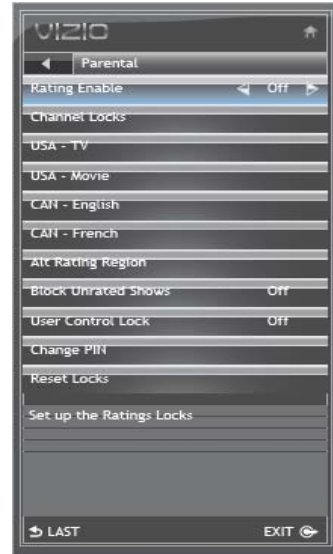 VIZIO
Parental
Rating Enable Off
Channel Locks
USA - TV
USA - Movie
CAN - English
CAN - French
Alt Rating Region
Block Unrated Shows Off
User Control Lock Off
Change PIN
Reset Locks
Set up the Ratings Locks
LAST EXIT